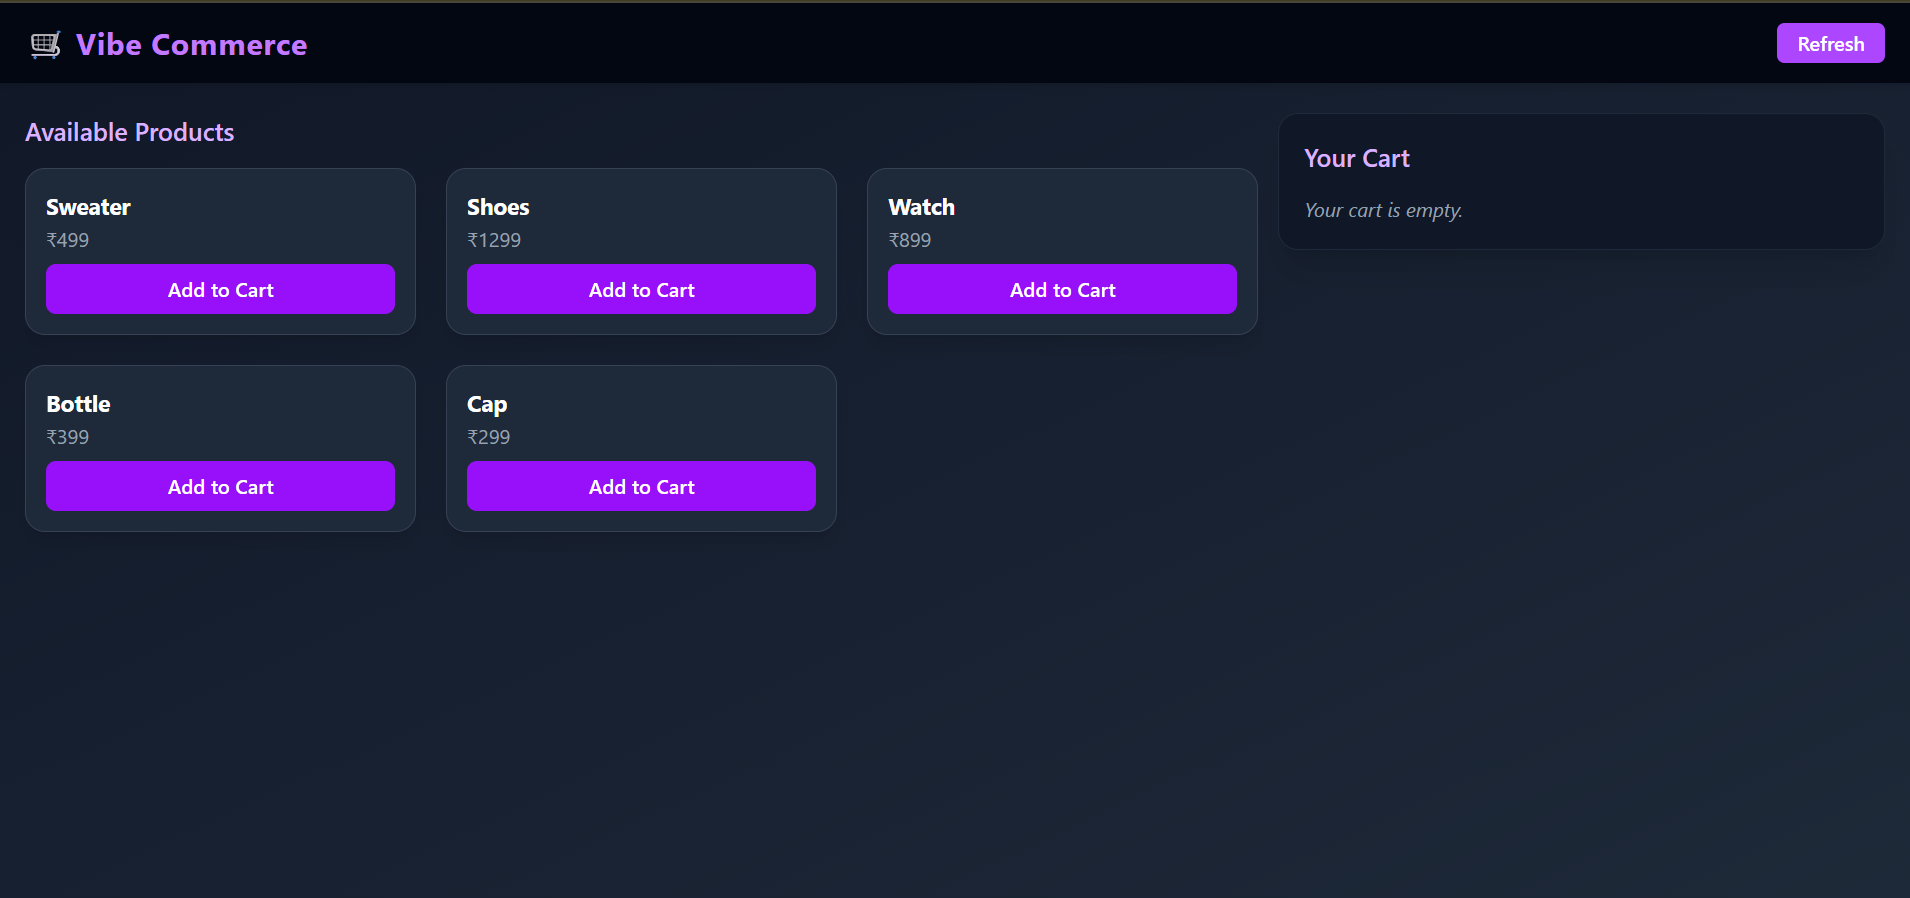 Vibe Commerce
Refresh
Available Products
Sweater
₹499
Add to Cart
Shoes
₹1299
Add to Cart
Watch
₹899
Add to Cart
Bottle
₹399
Add to Cart
Cap
₹299
Add to Cart
Your Cart
Your cart is empty.